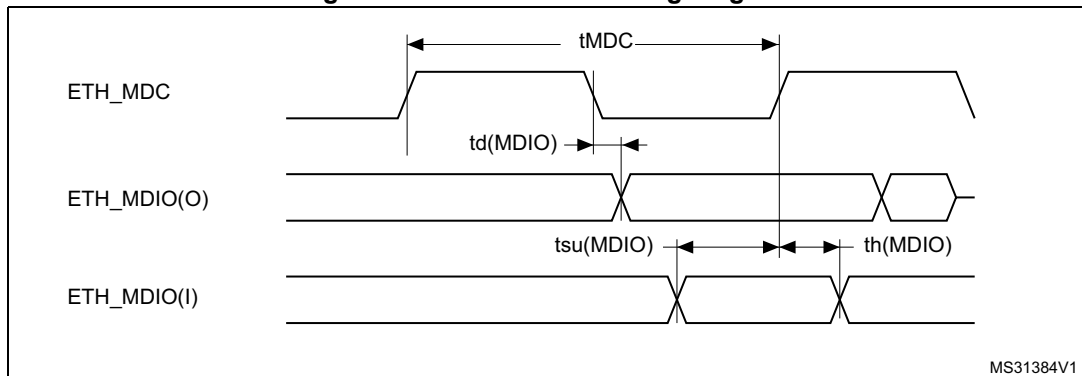 tMDC
ETH_MDC
td(MDIO)
ETH_MDIO(O)
tsu(MDIO)
th(MDIO)
ETH_MDIO(I)
MS31384V1